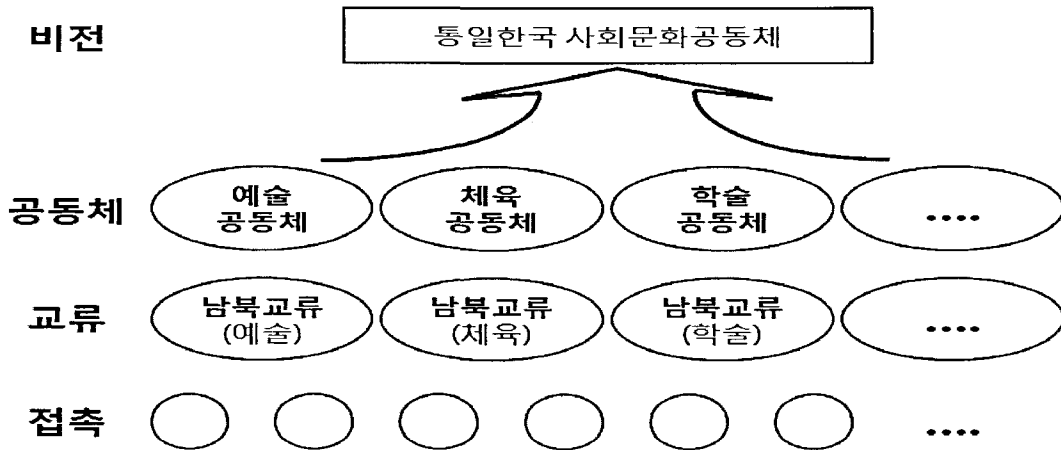 비전
통일한국 사회문화공동체
공동체
예술
공동체
체육
공동체
학술
공동체
....
교류
남북교류
(예술)
남북교류
(체육)
남북교류
(학술)
....
접촉
....